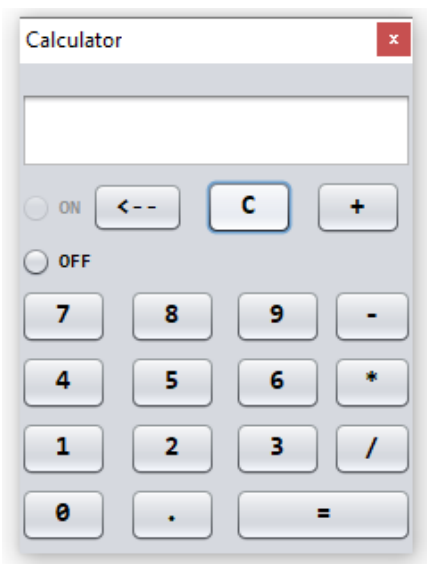 Calculator x
ON <-- C +
OFF
7 8 9 -
4 5 6 *
1 2 3 /
0 . =